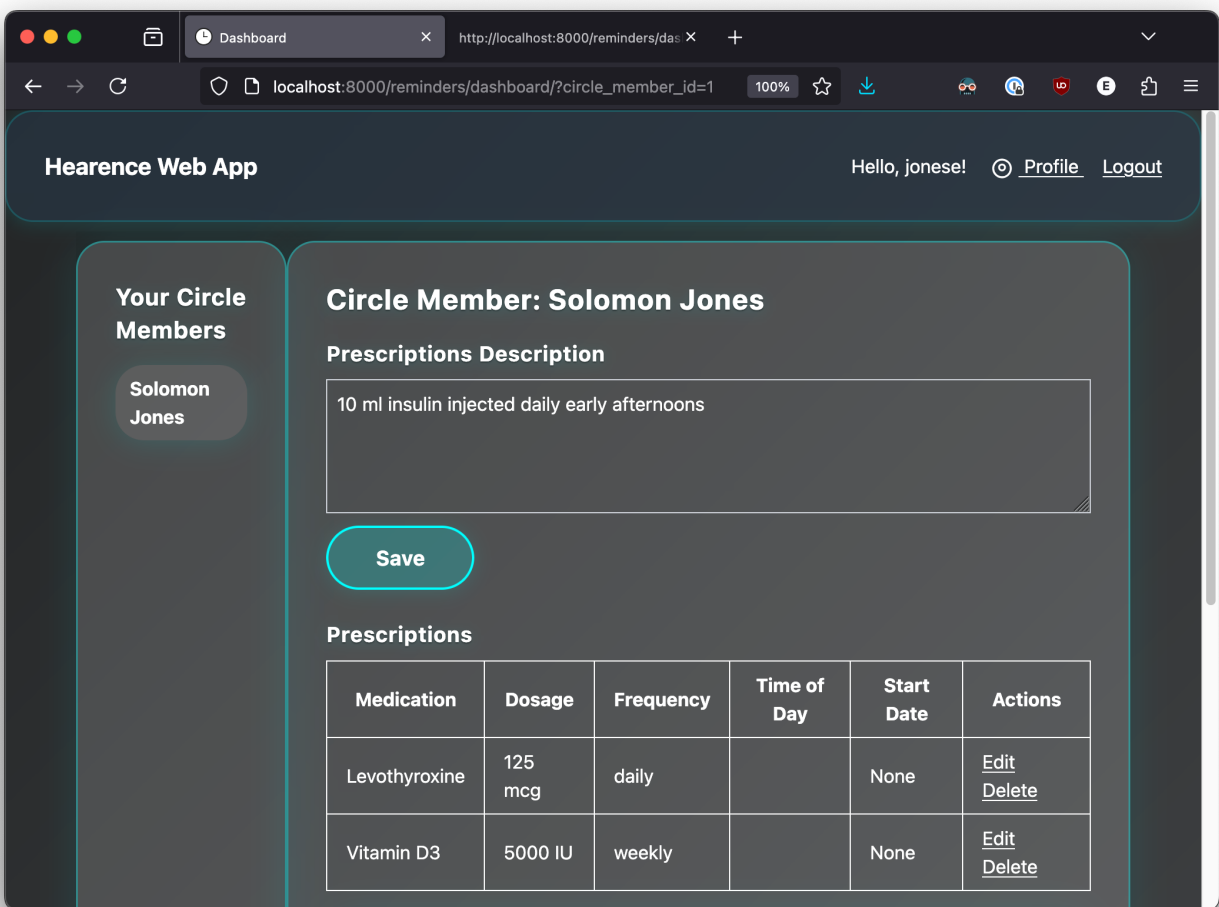 Dashboard
http://localhost:8000/reminders/das
localhost:8000/reminders/dashboard/?circle_member_id=1
100%
E
Hearence Web App
Hello, jonese!
Profile
Logout
Your Circle
Members
Solomon
Jones
Circle Member: Solomon Jones
Prescriptions Description
10 ml insulin injected daily early afternoons
Save
Prescriptions
Medication
Dosage
Frequency
Time of
Day
Start
Date
Actions
Levothyroxine
125
mcg
daily
None
Edit
Delete
Vitamin D3
5000 IU
weekly
None
Edit
Delete